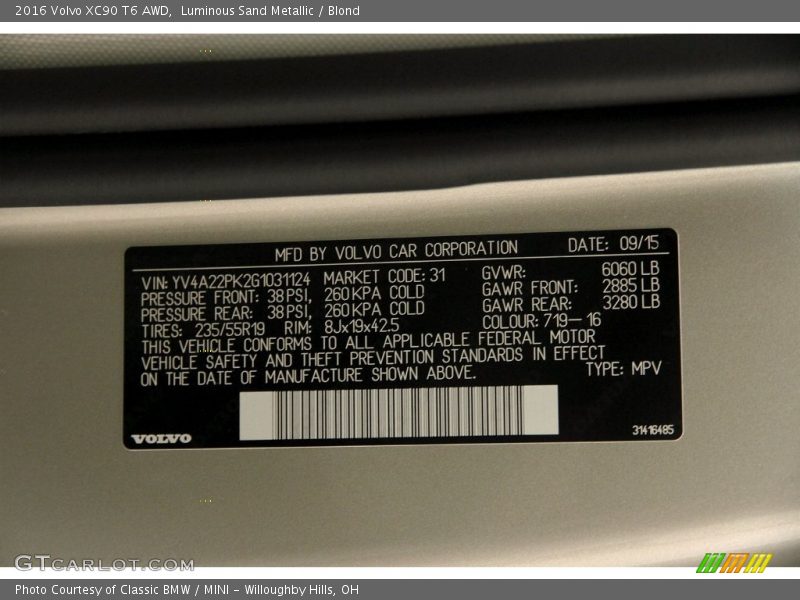 2016 Volvo XC90 T6 AWD,  Luminous Sand Metallic / Blond
MFD BY VOLVO CAR CORPORATION DATE: 09/15
VIN: YV4A22PK2G1031124 MARKET CODE: 31 GVWR: 6060 LB
PRESSURE FRONT: 38 PSI, 260 KPA COLD GAWR FRONT: 2885 LB
PRESSURE REAR: 38 PSI, 260 KPA COLD GAWR REAR: 3280 LB
TIRES: 235/55R19 RIM: 8Jx19x42.5 COLOUR: 719-16
THIS VEHICLE CONFORMS TO ALL APPLICABLE FEDERAL MOTOR
VEHICLE SAFETY AND THEFT PREVENTION STANDARDS IN EFFECT
ON THE DATE OF MANUFACTURE SHOWN ABOVE. TYPE: MPV
VOLVO 31416485
GTCARLOT.COM
Photo Courtesy of Classic BMW / MINI - Willoughby Hills, OH